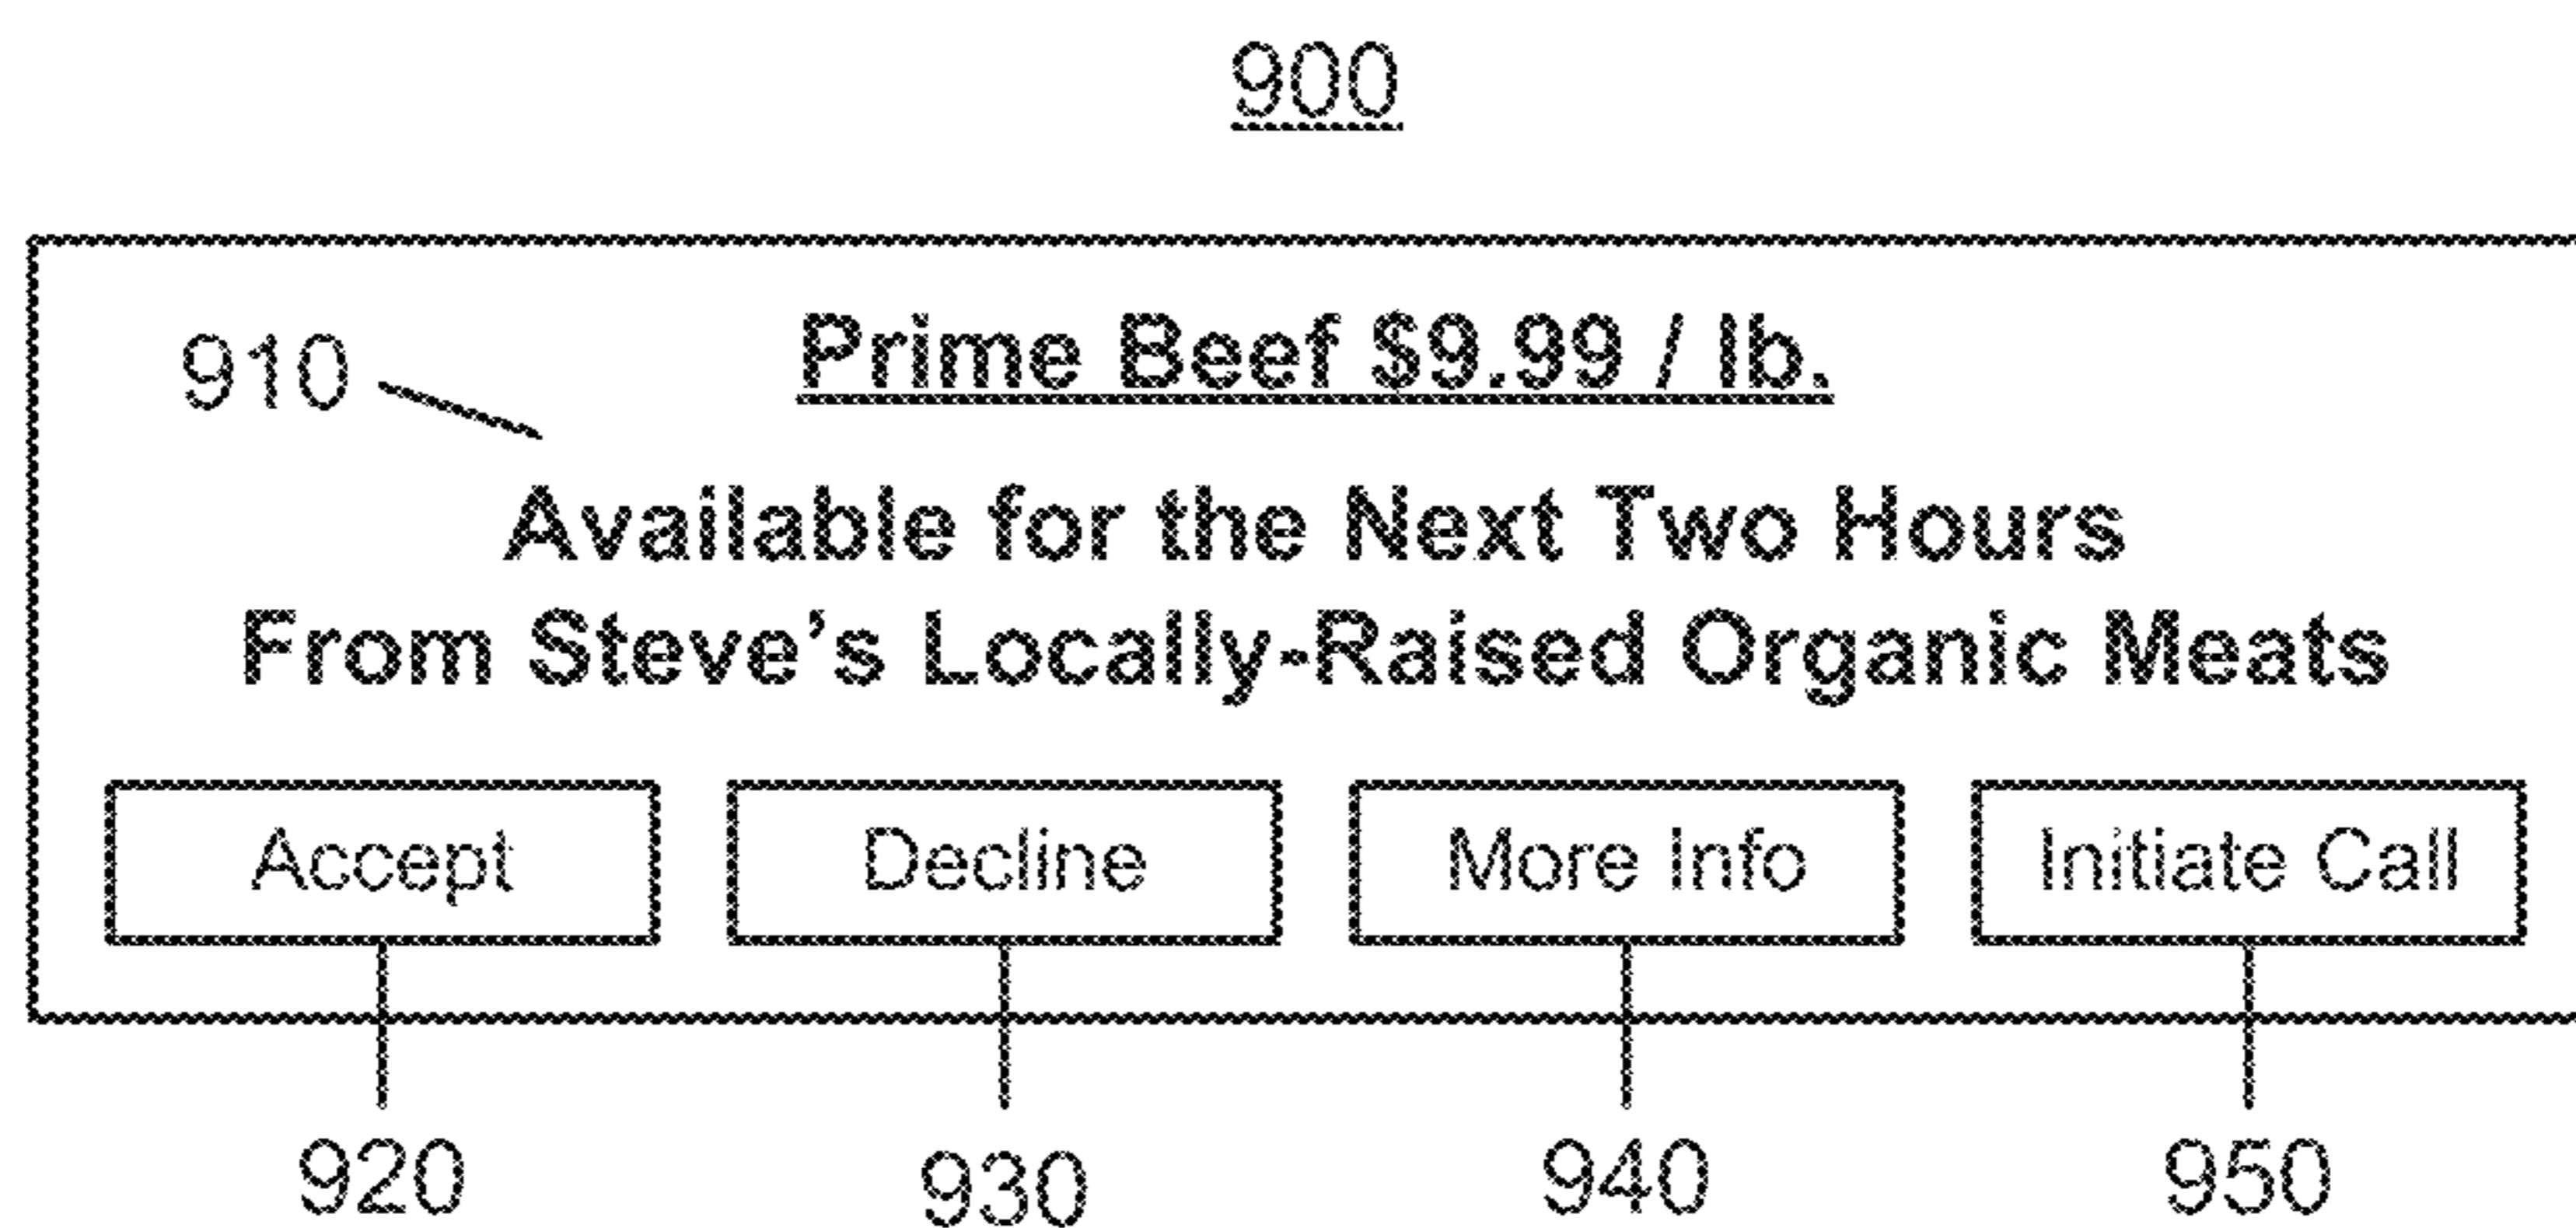 900
Prime Beef $9.99 / lb.
910
Available for the Next Two Hours
From Steve's Locally-Raised Organic Meats
Accept Decline More Info Initiate Call
920 930 940 950